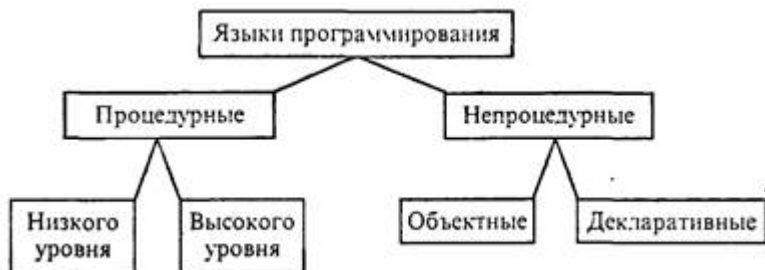 Языки программирования
Процедурные
Непроцедурные
Низкого
уровня
Высокого
уровня
Объектные
Декларативные